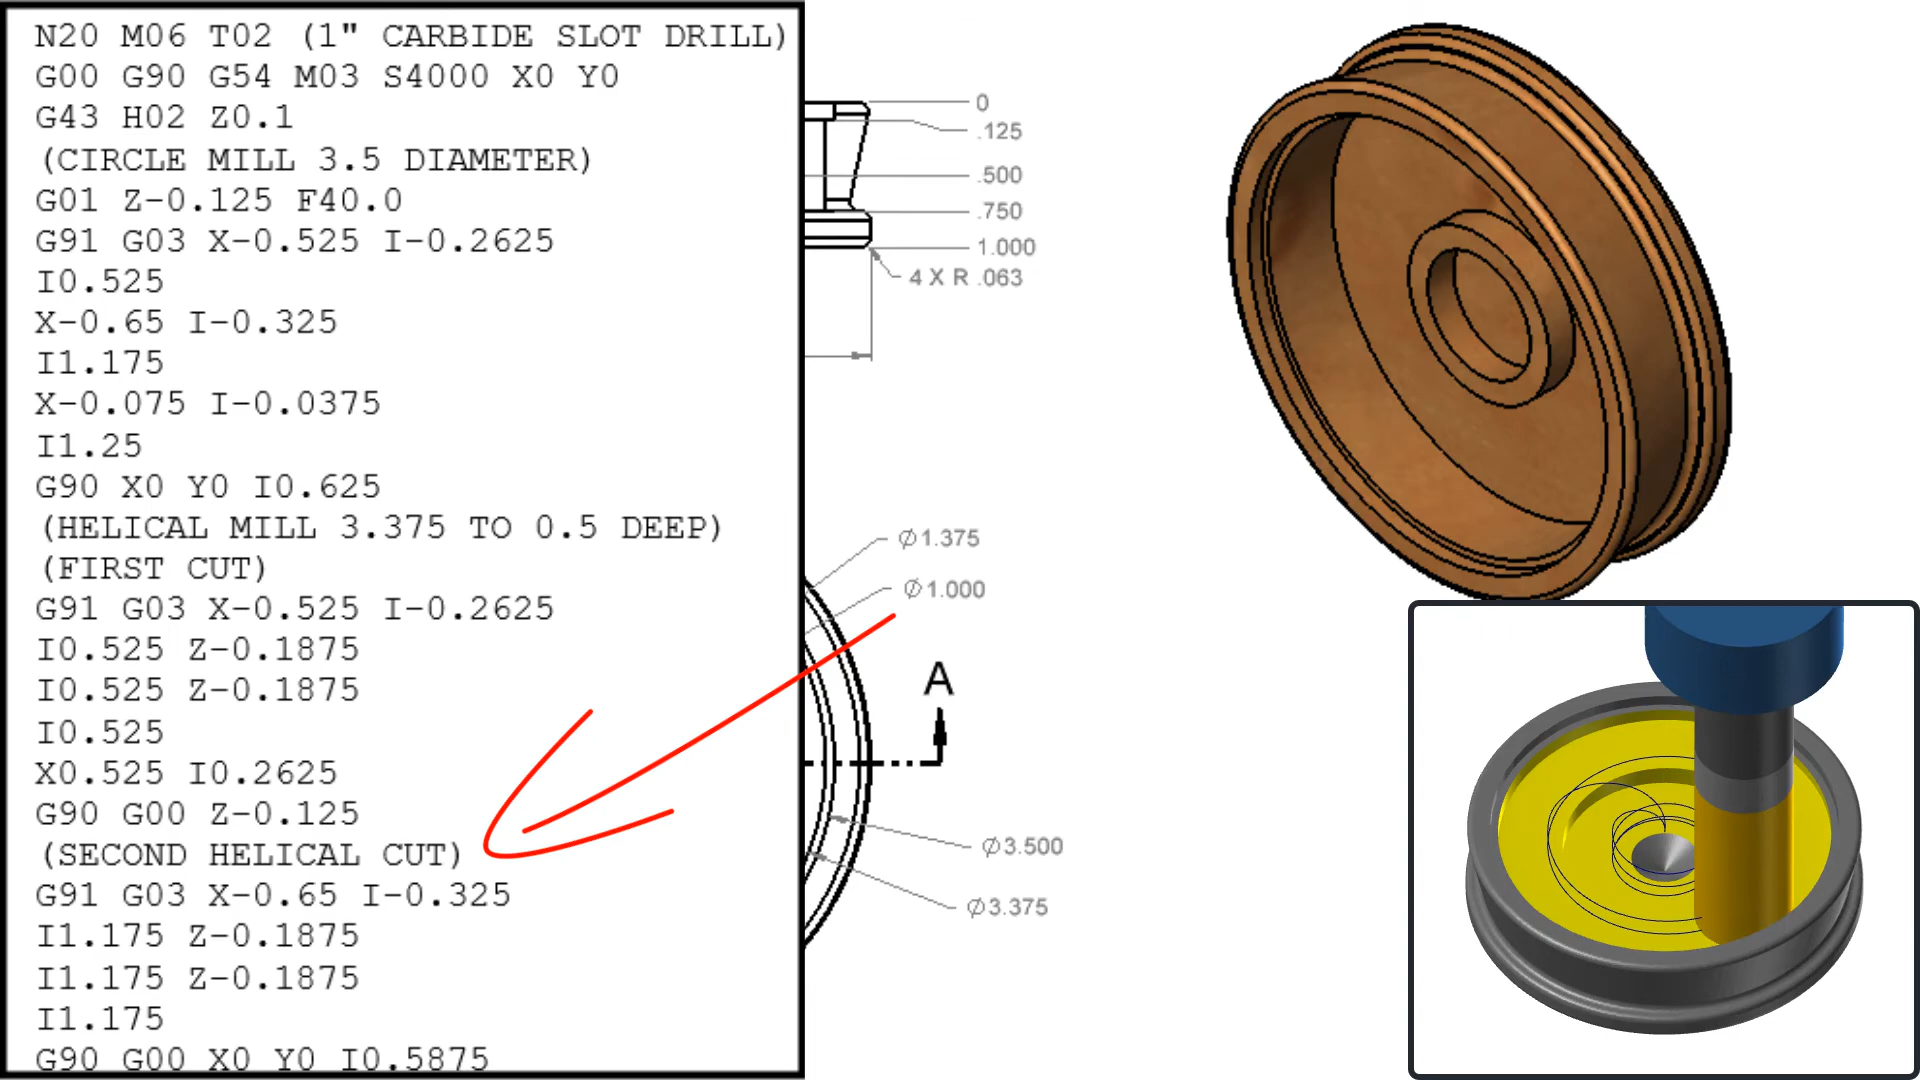 N20 M06 T02 (1" CARBIDE SLOT DRILL)
G00 G90 G54 M03 S4000 X0 Y0
G43 H02 Z0.1
(CIRCLE MILL 3.5 DIAMETER)
G01 Z-0.125 F40.0
G91 G03 X-0.525 I-0.2625
I0.525
X-0.65 I-0.325
I1.175
X-0.075 I-0.0375
I1.25
G90 X0 Y0 I0.625
(HELICAL MILL 3.375 TO 0.5 DEEP)
(FIRST CUT)
G91 G03 X-0.525 I-0.2625
I0.525 Z-0.1875
I0.525 Z-0.1875
I0.525
X0.525 I0.2625
G90 G00 Z-0.125
(SECOND HELICAL CUT)
G91 G03 X-0.65 I-0.325
I1.175 Z-0.1875
I1.175 Z-0.1875
I1.175
G90 G00 X0 Y0 I0.5875
0
.125
.500
.750
1.000
4 X R .063
∅1.375
∅1.000
A
∅3.500
∅3.375